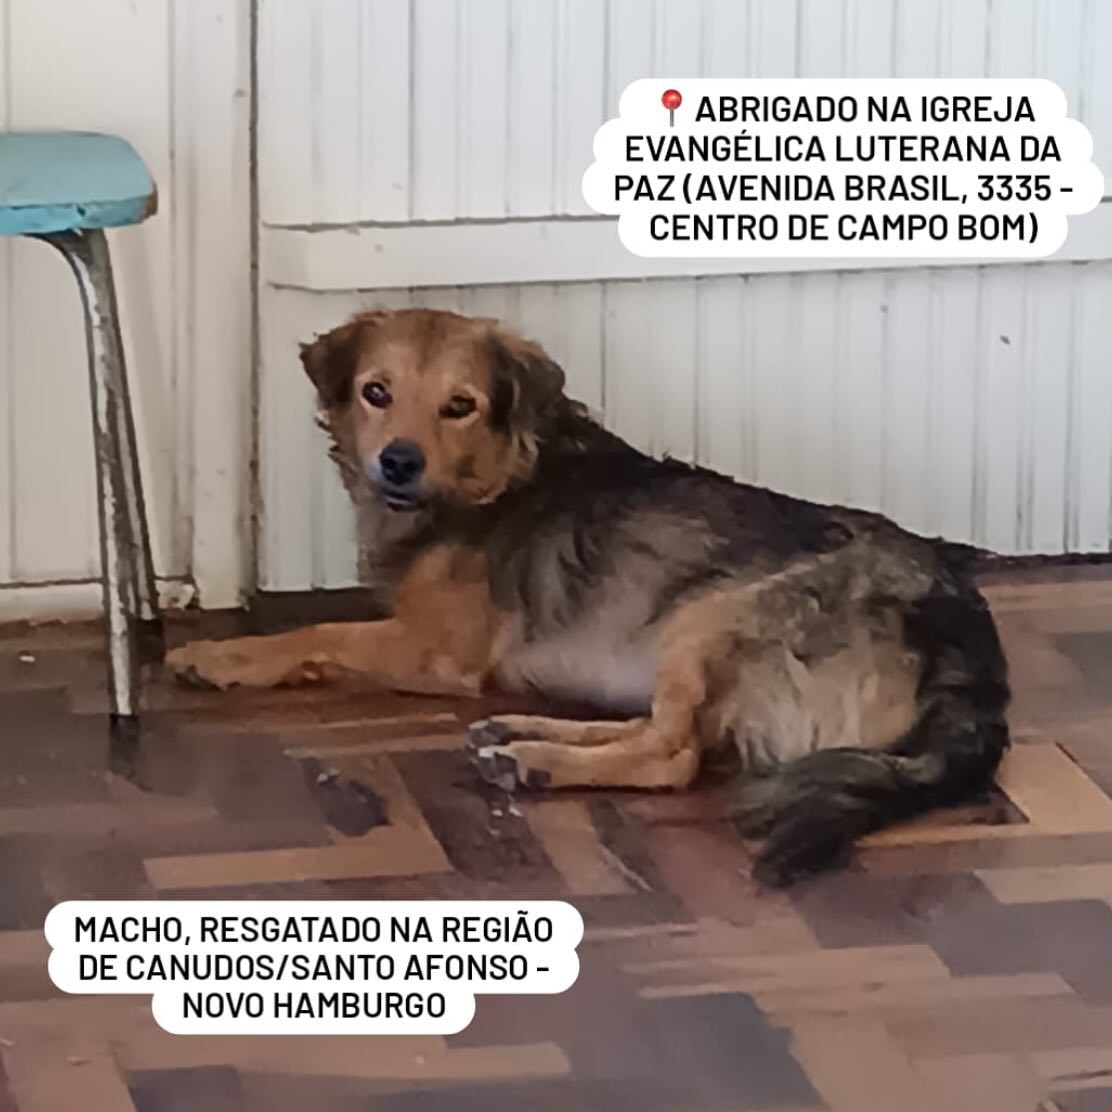 📍ABRIGADO NA IGREJA
EVANGÉLICA LUTERANA DA
PAZ (AVENIDA BRASIL, 3335 -
CENTRO DE CAMPO BOM)
MACHO, RESGATADO NA REGIÃO
DE CANUDOS/SANTO AFONSO -
NOVO HAMBURGO